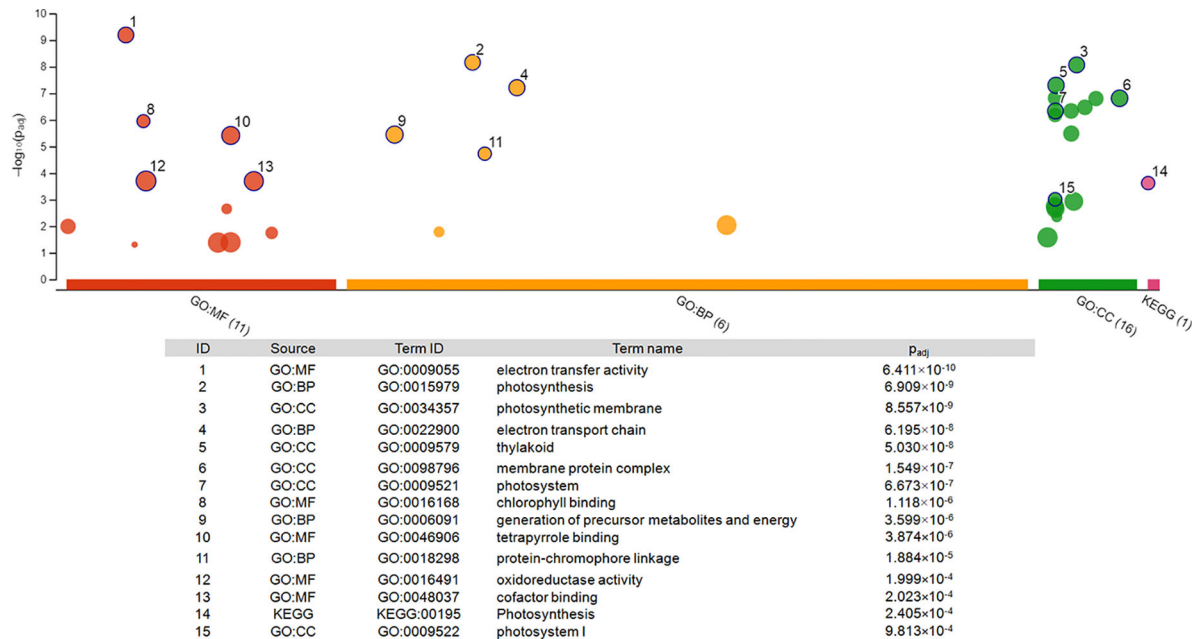 10
9
8
7
6
5
4
3
2
1
0
-log10(padj)
1
2
3
4
5
6
7
8
9
10
11
12
13
14
15
GO:MF (11)
GO:BP (6)
GO:CC (16)
KEGG (1)
ID Source Term ID Term name padj
1 GO:MF GO:0009055 electron transfer activity 6.411×10-10
2 GO:BP GO:0015979 photosynthesis 6.909×10-9
3 GO:CC GO:0034357 photosynthetic membrane 8.557×10-9
4 GO:BP GO:0022900 electron transport chain 6.195×10-8
5 GO:CC GO:0009579 thylakoid 5.030×10-8
6 GO:CC GO:0098796 membrane protein complex 1.549×10-7
7 GO:CC GO:0009521 photosystem 6.673×10-7
8 GO:MF GO:0016168 chlorophyll binding 1.118×10-6
9 GO:BP GO:0006091 generation of precursor metabolites and energy 3.599×10-6
10 GO:MF GO:0046906 tetrapyrrole binding 3.874×10-6
11 GO:BP GO:0018298 protein-chromophore linkage 1.884×10-5
12 GO:MF GO:0016491 oxidoreductase activity 1.999×10-4
13 GO:MF GO:0048037 cofactor binding 2.023×10-4
14 KEGG KEGG:00195 Photosynthesis 2.405×10-4
15 GO:CC GO:0009522 photosystem I 9.813×10-4